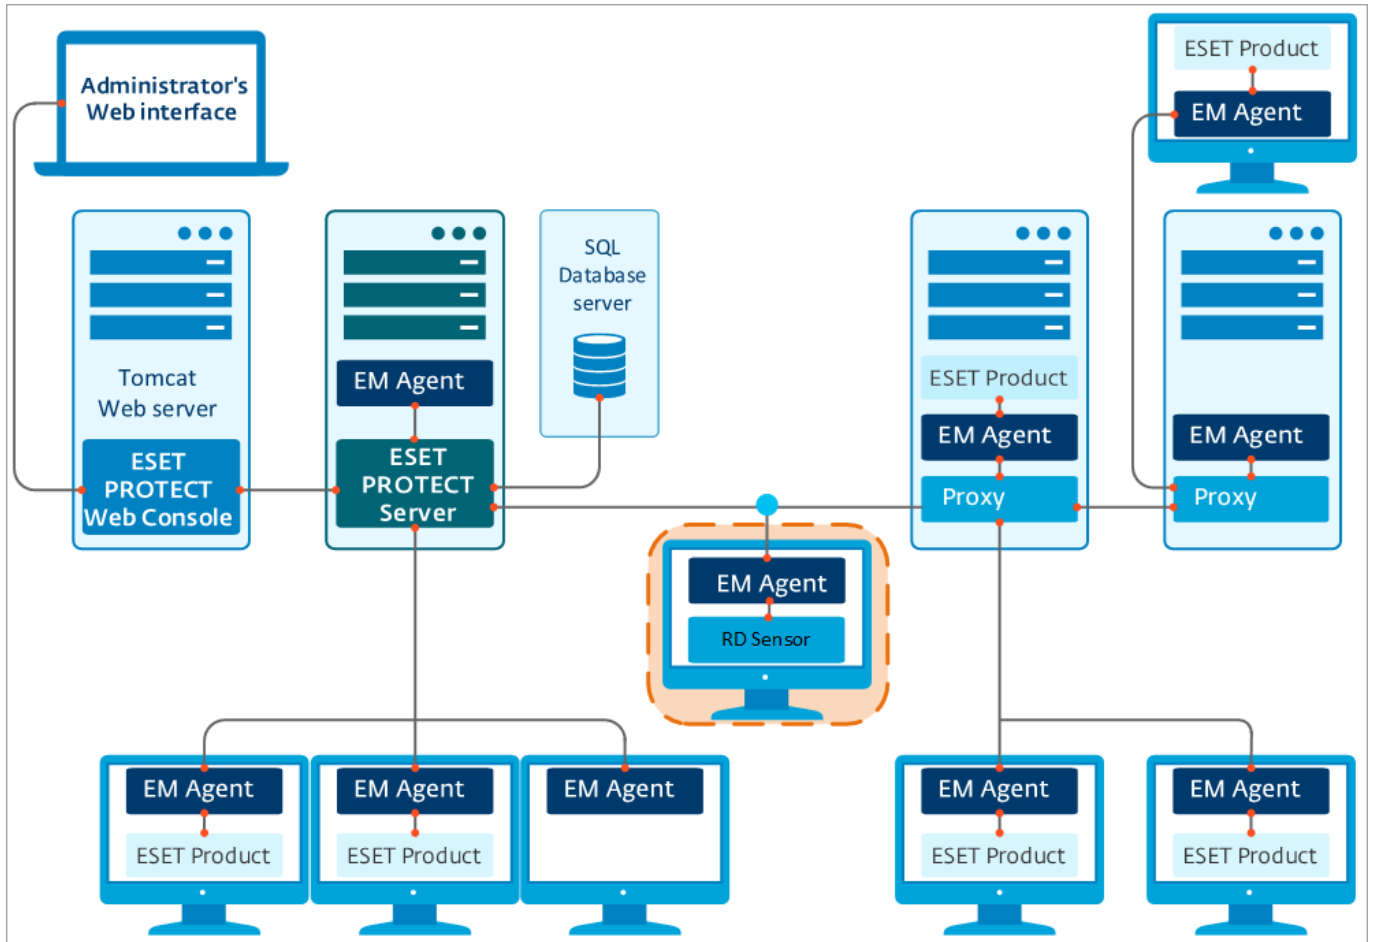 Administrator's
Web interface
ESET Product
EM Agent
Tomcat
Web server
ESET
PROTECT
Web Console
EM Agent
ESET
PROTECT
Server
SQL
Database
server
ESET Product
EM Agent
Proxy
EM Agent
Proxy
EM Agent
RD Sensor
EM Agent
ESET Product
EM Agent
ESET Product
EM Agent
EM Agent
ESET Product
EM Agent
ESET Product